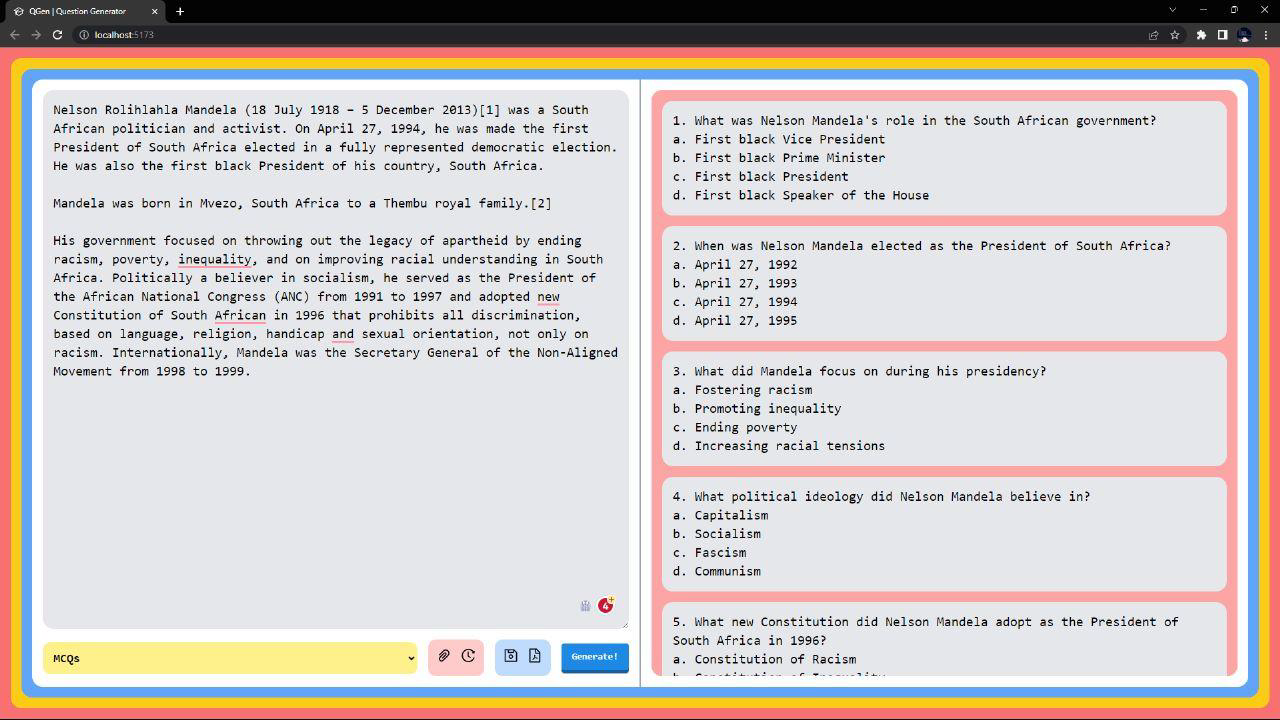 QGen | Question Generator
localhost:5173
Nelson Rolihlahla Mandela (18 July 1918 – 5 December 2013)[1] was a South
African politician and activist. On April 27, 1994, he was made the first
President of South Africa elected in a fully represented democratic election.
He was also the first black President of his country, South Africa.
Mandela was born in Mvezo, South Africa to a Thembu royal family.[2]
His government focused on throwing out the legacy of apartheid by ending
racism, poverty, inequality, and on improving racial understanding in South
Africa. Politically a believer in socialism, he served as the President of
the African National Congress (ANC) from 1991 to 1997 and adopted new
Constitution of South African in 1996 that prohibits all discrimination,
based on language, religion, handicap and sexual orientation, not only on
racism. Internationally, Mandela was the Secretary General of the Non-Aligned
Movement from 1998 to 1999.
4
MCQs
Generate!
1. What was Nelson Mandela's role in the South African government?
a. First black Vice President
b. First black Prime Minister
c. First black President
d. First black Speaker of the House
2. When was Nelson Mandela elected as the President of South Africa?
a. April 27, 1992
b. April 27, 1993
c. April 27, 1994
d. April 27, 1995
3. What did Mandela focus on during his presidency?
a. Fostering racism
b. Promoting inequality
c. Ending poverty
d. Increasing racial tensions
4. What political ideology did Nelson Mandela believe in?
a. Capitalism
b. Socialism
c. Fascism
d. Communism
5. What new Constitution did Nelson Mandela adopt as the President of
South Africa in 1996?
a. Constitution of Racism
b. Constitution of Inequality